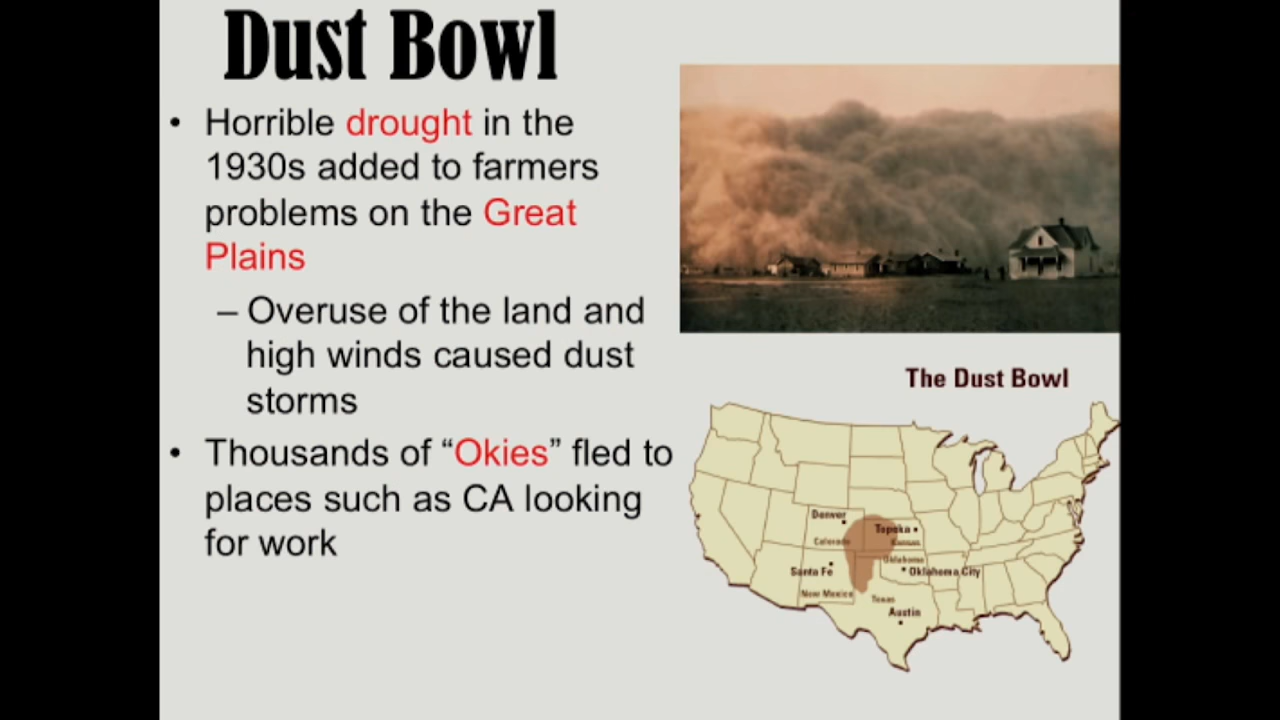 Dust Bowl
• Horrible drought in the
1930s added to farmers
problems on the Great
Plains
– Overuse of the land and
high winds caused dust
storms
• Thousands of “Okies” fled to
places such as CA looking
for work
The Dust Bowl
Denver
Topeka
Colorado
Kansas
Oklahoma
Santa Fe
Oklahoma City
New Mexico
Texas
Austin